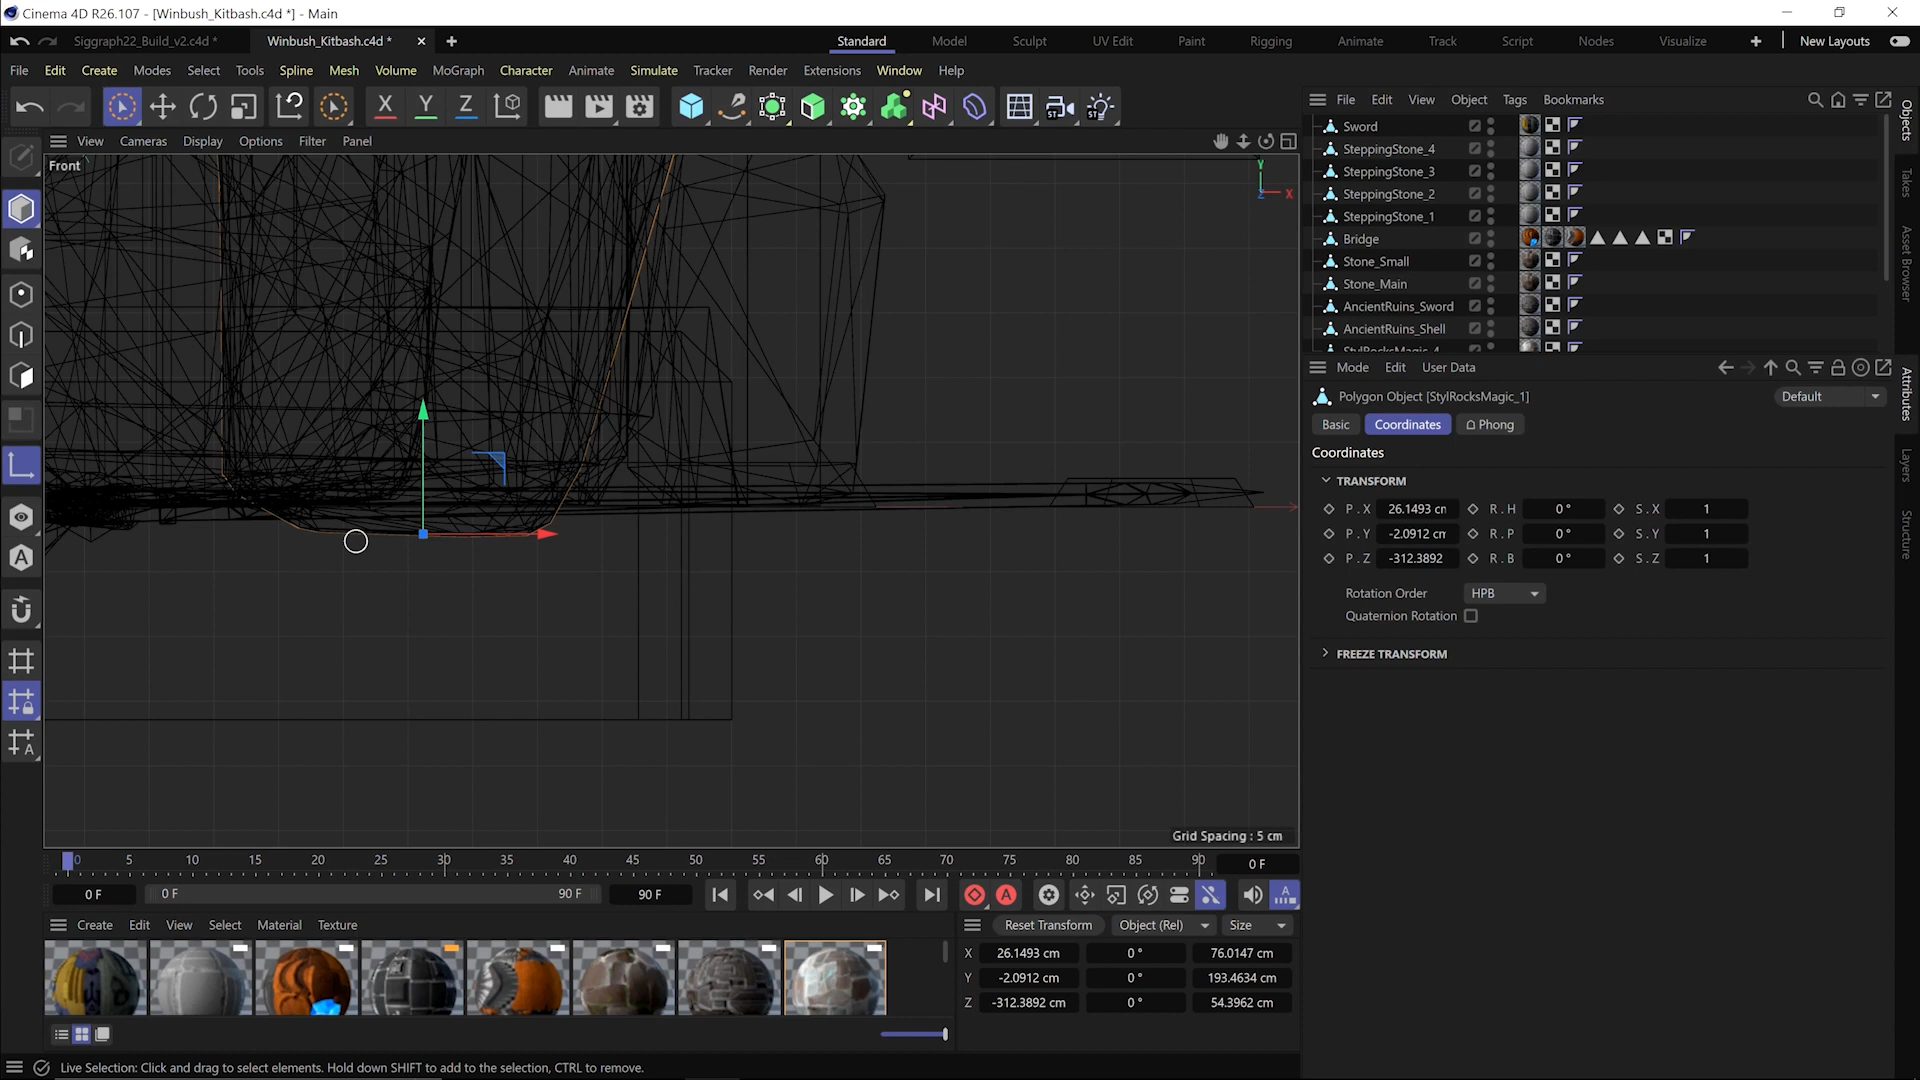 Cinema 4D R26.107 - [Winbush_Kitbash.c4d *] - Main
Siggraph22_Build_v2.c4d *
Winbush_Kitbash.c4d *
Standard Model Sculpt UV Edit Paint Rigging Animate Track Script Nodes Visualize New Layouts
File Edit Create Modes Select Tools Spline Mesh Volume MoGraph Character Animate Simulate Tracker Render Extensions Window Help
X Y Z
View Cameras Display Options Filter Panel
Front
Y
X
Z
Grid Spacing : 5 cm
File Edit View Object Tags Bookmarks
Sword
SteppingStone_4
SteppingStone_3
SteppingStone_2
SteppingStone_1
Bridge
Stone_Small
Stone_Main
AncientRuins_Sword
AncientRuins_Shell
StylRocksMagic_4
Objects
Takes
Asset Browser
Mode Edit User Data
Polygon Object [StylRocksMagic_1]
Default
Basic Coordinates Phong
Coordinates
TRANSFORM
P . X 26.1493 cm R . H 0 ° S . X 1
P . Y -2.0912 cm R . P 0 ° S . Y 1
P . Z -312.3892 R . B 0 ° S . Z 1
Rotation Order HPB
Quaternion Rotation
FREEZE TRANSFORM
Attributes
Layers
Structure
0 5 10 15 20 25 30 35 40 45 50 55 60 65 70 75 80 85 90
0 F
0 F 0 F 90 F 90 F
Create Edit View Select Material Texture
Reset Transform Object (Rel) Size
X 26.1493 cm 0 ° 76.0147 cm
Y -2.0912 cm 0 ° 193.4634 cm
Z -312.3892 cm 0 ° 54.3962 cm
Live Selection: Click and drag to select elements. Hold down SHIFT to add to the selection, CTRL to remove.